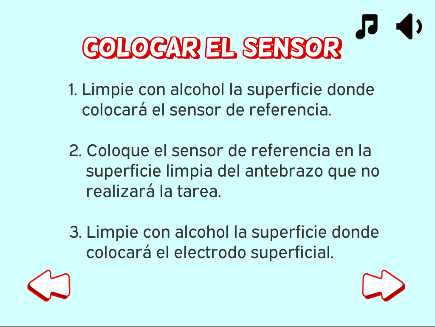 COLOCAR EL SENSOR
1. Limpie con alcohol la superficie donde
colocará el sensor de referencia.
2. Coloque el sensor de referencia en la
superficie limpia del antebrazo que no
realizará la tarea.
3. Limpie con alcohol la superficie donde
colocará el electrodo superficial.